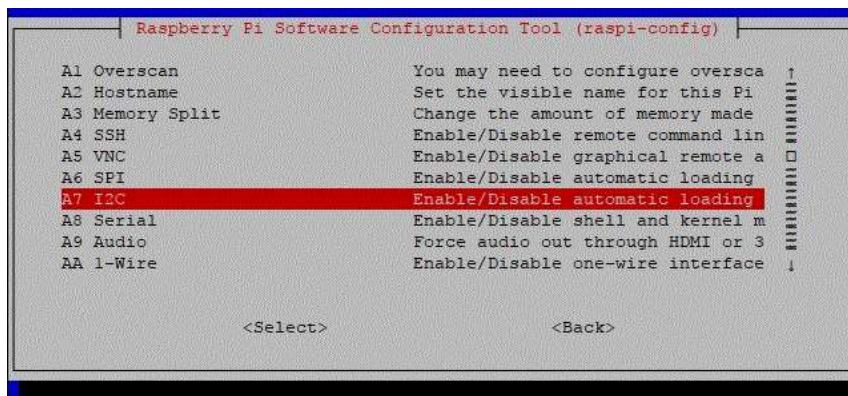 Raspberry Pi Software Configuration Tool (raspi-config)
A1 Overscan You may need to configure oversca
A2 Hostname Set the visible name for this Pi
A3 Memory Split Change the amount of memory made
A4 SSH Enable/Disable remote command lin
A5 VNC Enable/Disable graphical remote a
A6 SPI Enable/Disable automatic loading
A7 I2C Enable/Disable automatic loading
A8 Serial Enable/Disable shell and kernel m
A9 Audio Force audio out through HDMI or 3
AA 1-Wire Enable/Disable one-wire interface
<Select> <Back>